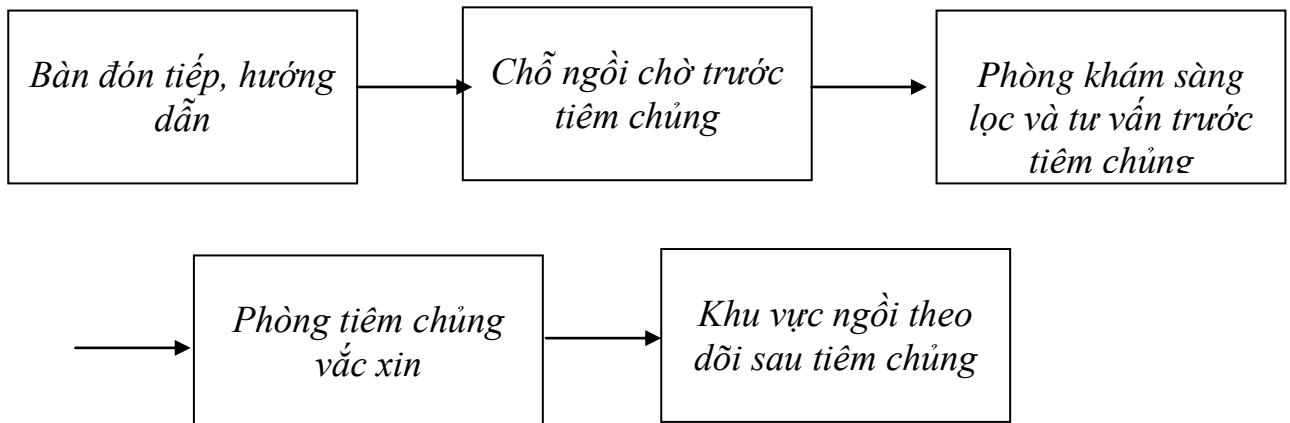 Bàn đón tiếp, hướng
dẫn
Chỗ ngồi chờ trước
tiêm chủng
Phòng khám sàng
lọc và tư vấn trước
tiêm chủng
Phòng tiêm chủng
vắc xin
Khu vực ngồi theo
dõi sau tiêm chủng